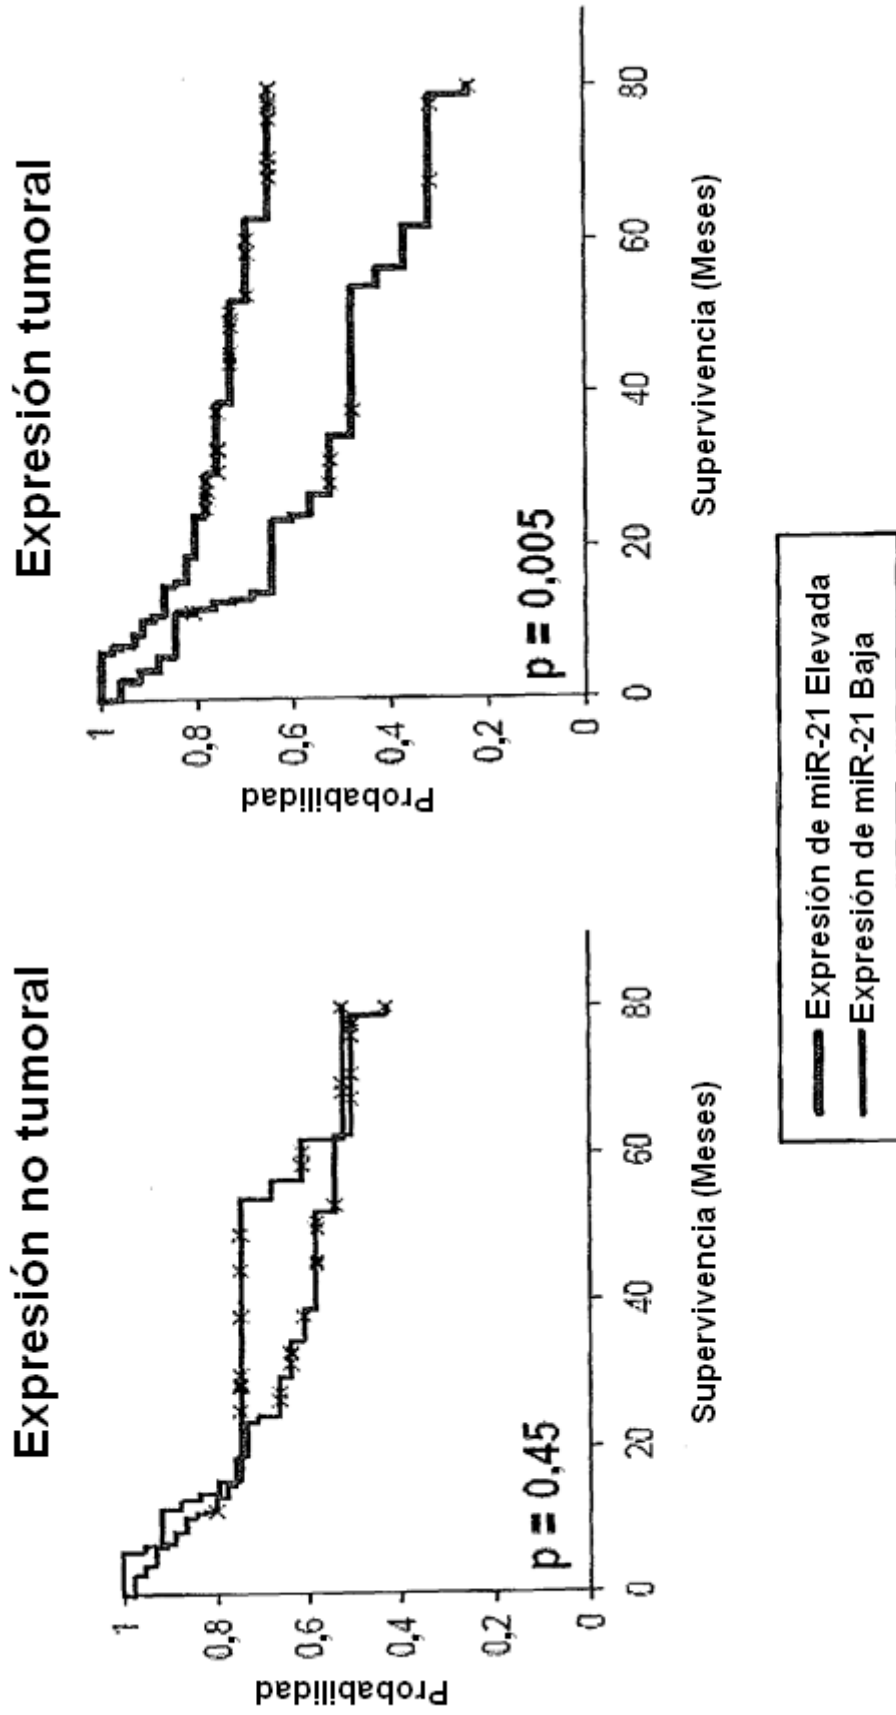 Expresión no tumoral
Probabilidad
1
0,8
0,6
0,4
0,2
0
p = 0,45
0
20
40
60
80
Supervivencia (Meses)
Expresión tumoral
Probabilidad
1
0,8
0,6
0,4
0,2
0
p = 0,005
0
20
40
60
80
Supervivencia (Meses)
Expresión de miR-21 Elevada
Expresión de miR-21 Baja